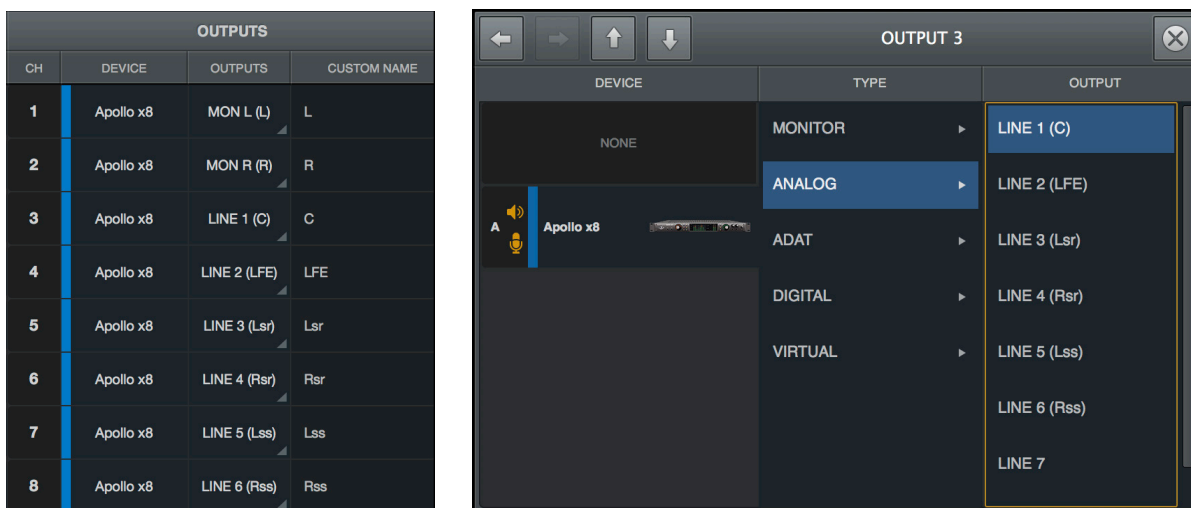 OUTPUTS
CH DEVICE OUTPUTS CUSTOM NAME
1 Apollo x8 MON L (L) L
2 Apollo x8 MON R (R) R
3 Apollo x8 LINE 1 (C) C
4 Apollo x8 LINE 2 (LFE) LFE
5 Apollo x8 LINE 3 (Lsr) Lsr
6 Apollo x8 LINE 4 (Rsr) Rsr
7 Apollo x8 LINE 5 (Lss) Lss
8 Apollo x8 LINE 6 (Rss) Rss
OUTPUT 3
DEVICE TYPE OUTPUT
NONE
A Apollo x8
MONITOR
ANALOG
ADAT
DIGITAL
VIRTUAL
LINE 1 (C)
LINE 2 (LFE)
LINE 3 (Lsr)
LINE 4 (Rsr)
LINE 5 (Lss)
LINE 6 (Rss)
LINE 7